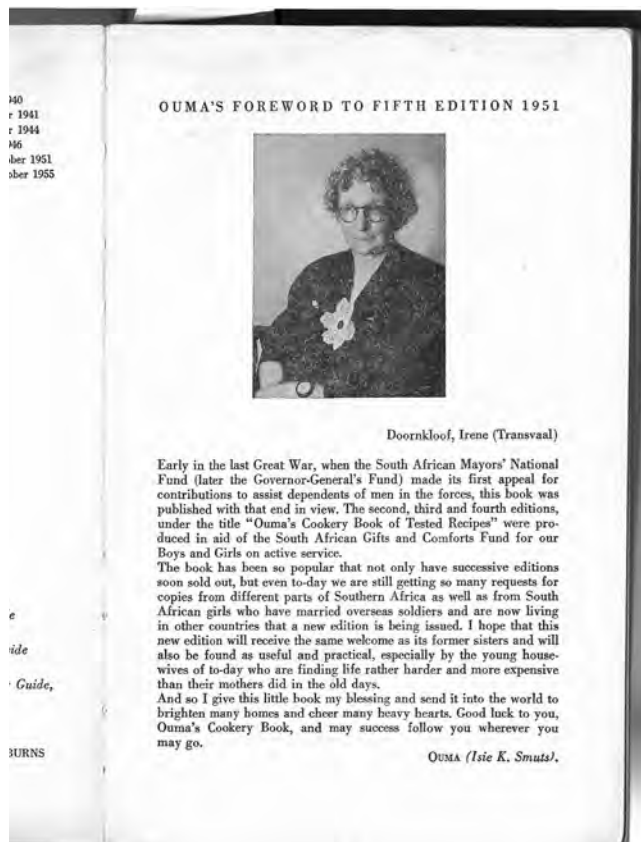 940
r 1941
r 1944
946
ober 1951
ober 1955
e
ide
Guide,
BURNS
OUMA'S FOREWORD TO FIFTH EDITION 1951
Doornkloof, Irene (Transvaal)
Early in the last Great War, when the South African Mayors' National
Fund (later the Governor-General's Fund) made its first appeal for
contributions to assist dependents of men in the forces, this book was
published with that end in view. The second, third and fourth editions,
under the title "Ouma's Cookery Book of Tested Recipes" were pro-
duced in aid of the South African Gifts and Comforts Fund for our
Boys and Girls on active service.
The book has been so popular that not only have successive editions
soon sold out, but even to-day we are still getting so many requests for
copies from different parts of Southern Africa as well as from South
African girls who have married overseas soldiers and are now living
in other countries that a new edition is being issued. I hope that this
new edition will receive the same welcome as its former sisters and will
also be found as useful and practical, especially by the young house-
wives of to-day who are finding life rather harder and more expensive
than their mothers did in the old days.
And so I give this little book my blessing and send it into the world to
brighten many homes and cheer many heavy hearts. Good luck to you,
Ouma's Cookery Book, and may success follow you wherever you
may go.
OUMA (Isie K. Smuts).